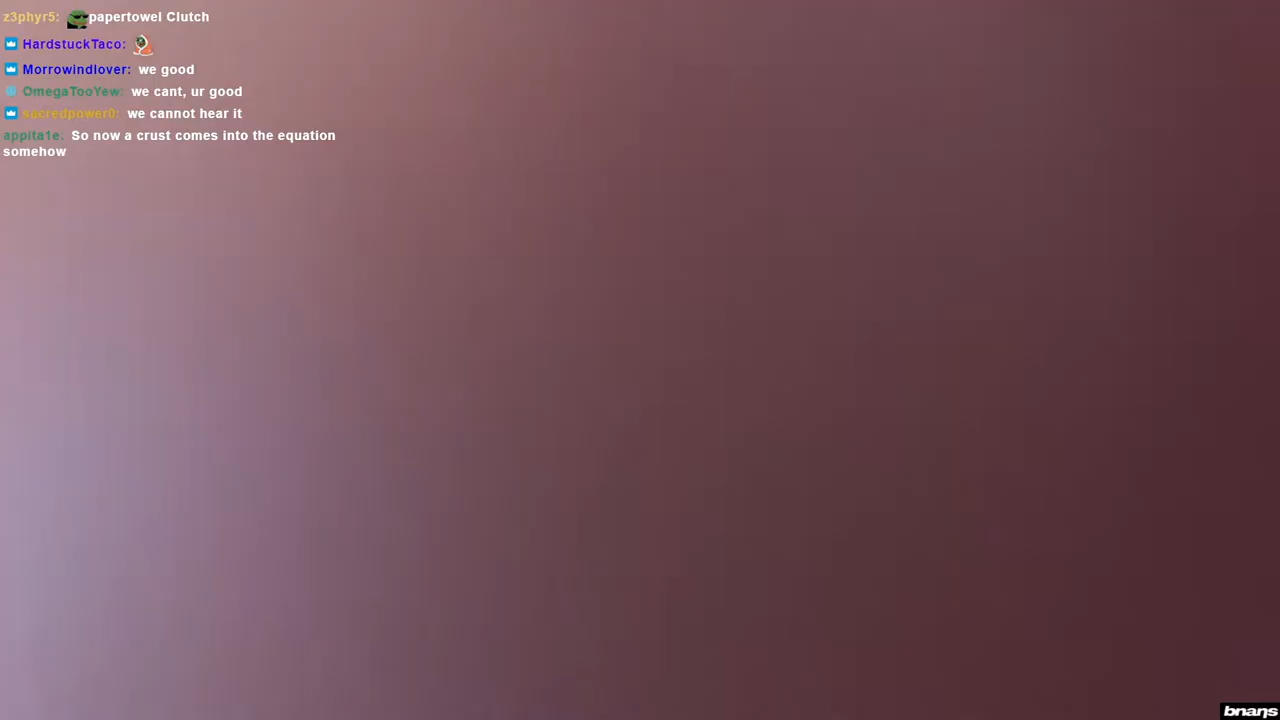 z3phyr5: papertowel Clutch
HardstuckTaco:
Morrowindlover: we good
OmegaTooYew: we cant, ur good
sacredpower0: we cannot hear it
appita1e: So now a crust comes into the equation
somehow
bnans